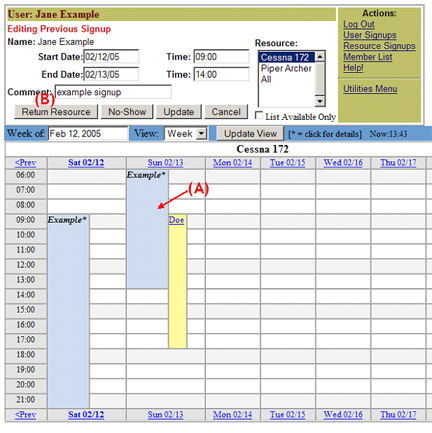 User: Jane Example
Editing Previous Signup
Name: Jane Example
Start Date: 02/12/05 Time: 09:00
End Date: 02/13/05 Time: 14:00
Comment: example signup
(B)
Return Resource No-Show Update Cancel
Resource:
Cessna 172
Piper Archer
All
List Available Only
Actions:
Log Out
User Signups
Resource Signups
Member List
Help!
Utilities Menu
Week of: Feb 12, 2005 View: Week Update View [* = click for details] Now:13:43
Cessna 172
<Prev Sat 02/12 Sun 02/13 Mon 02/14 Tue 02/15 Wed 02/16 Thu 02/17
06:00 Example*
07:00 (A)
08:00
09:00 Example* Doe
10:00
11:00
12:00
13:00
14:00
15:00
16:00
17:00
18:00
19:00
20:00
21:00
<Prev Sat 02/12 Sun 02/13 Mon 02/14 Tue 02/15 Wed 02/16 Thu 02/17